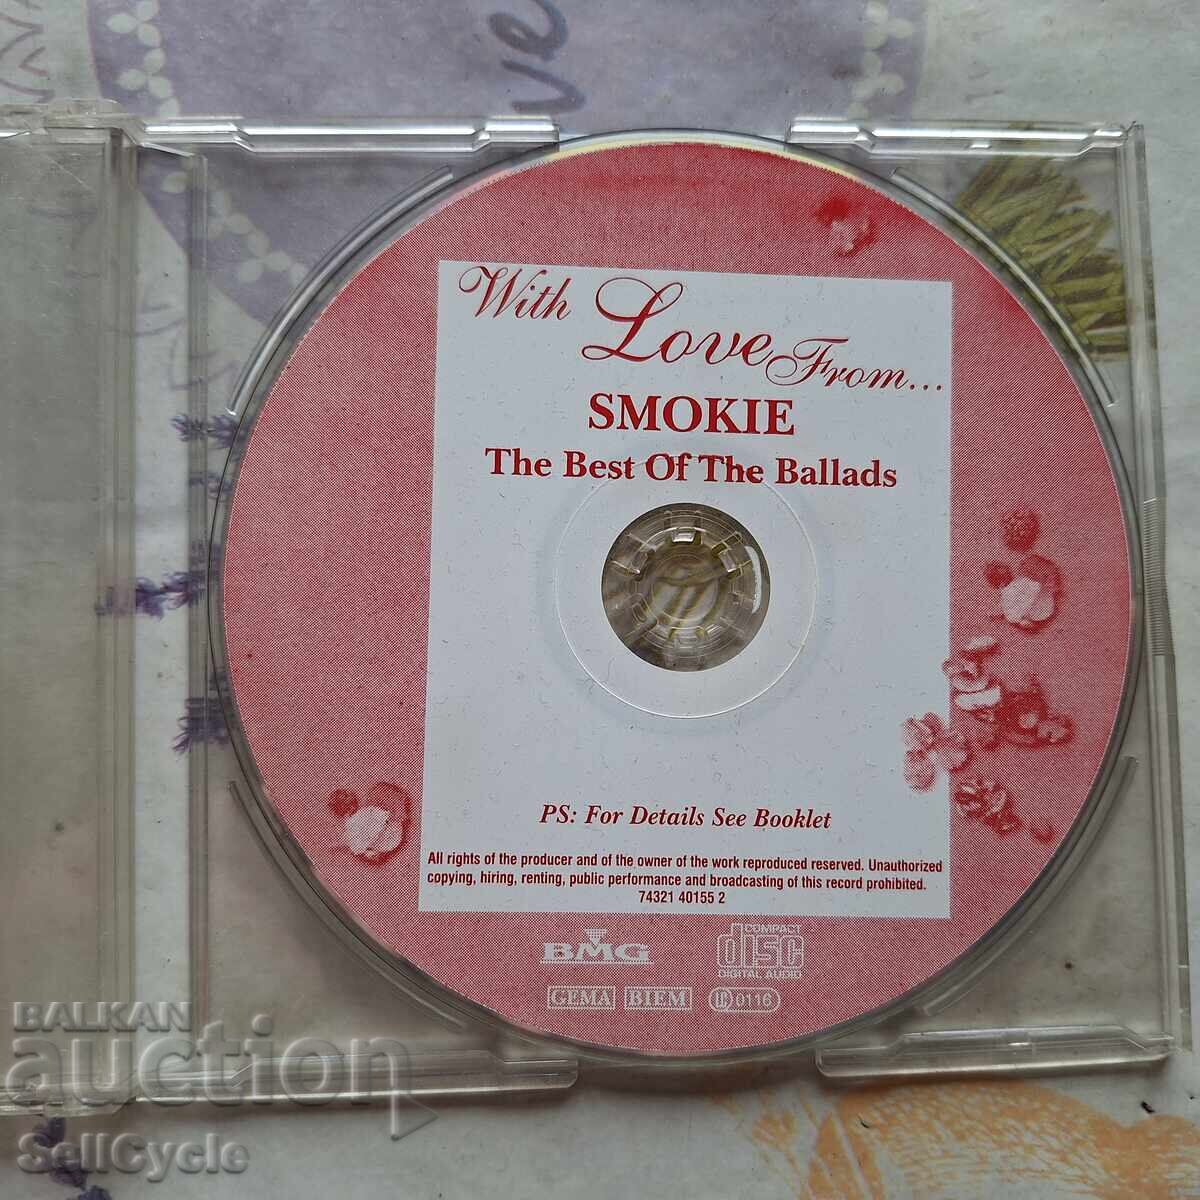 ve
With Love From...
SMOKIE
The Best Of The Ballads
PS: For Details See Booklet
All rights of the producer and of the owner of the work reproduced reserved. Unauthorized
copying, hiring, renting, public performance and broadcasting of this record prohibited.
74321 40155 2
BMG
COMPACT
disc
DIGITAL AUDIO
GEMA BIEM LC 0116
BALKAN
auction
SellCycle